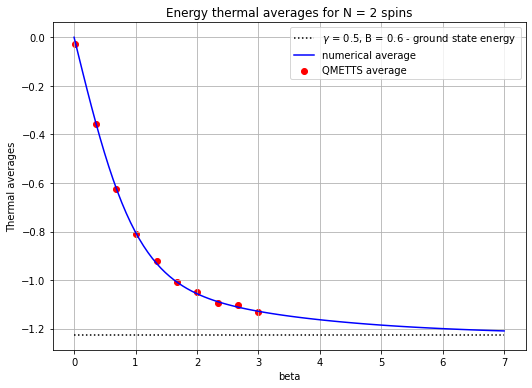 Energy thermal averages for N = 2 spins
γ = 0.5, B = 0.6 - ground state energy
numerical average
QMETTS average
Thermal averages
0.0
−0.2
−0.4
−0.6
−0.8
−1.0
−1.2
0 1 2 3 4 5 6 7
beta